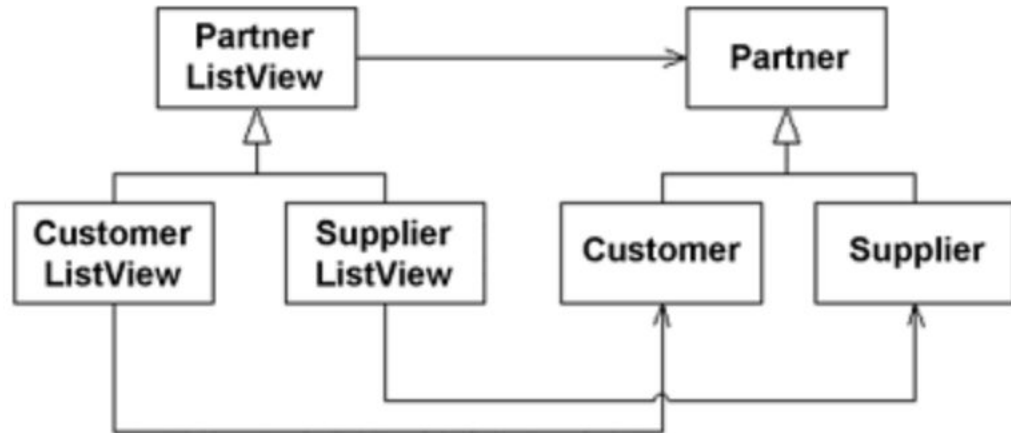 Partner
ListView
Partner
Customer
ListView
Supplier
ListView
Customer
Supplier